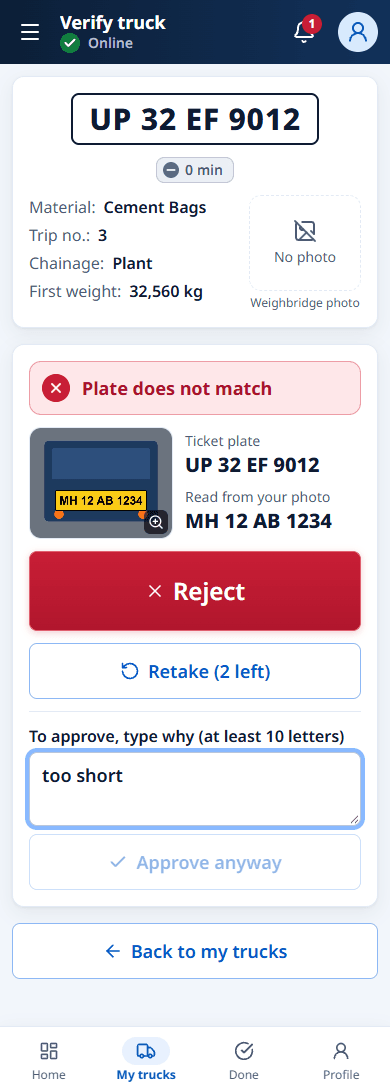 Verify truck
Online
1
UP 32 EF 9012
0 min
Material: Cement Bags
Trip no.: 3
Chainage: Plant
First weight: 32,560 kg
No photo
Weighbridge photo
Plate does not match
MH 12 AB 1234
Ticket plate
UP 32 EF 9012
Read from your photo
MH 12 AB 1234
Reject
Retake (2 left)
To approve, type why (at least 10 letters)
too short
Approve anyway
Back to my trucks
Home
My trucks
Done
Profile